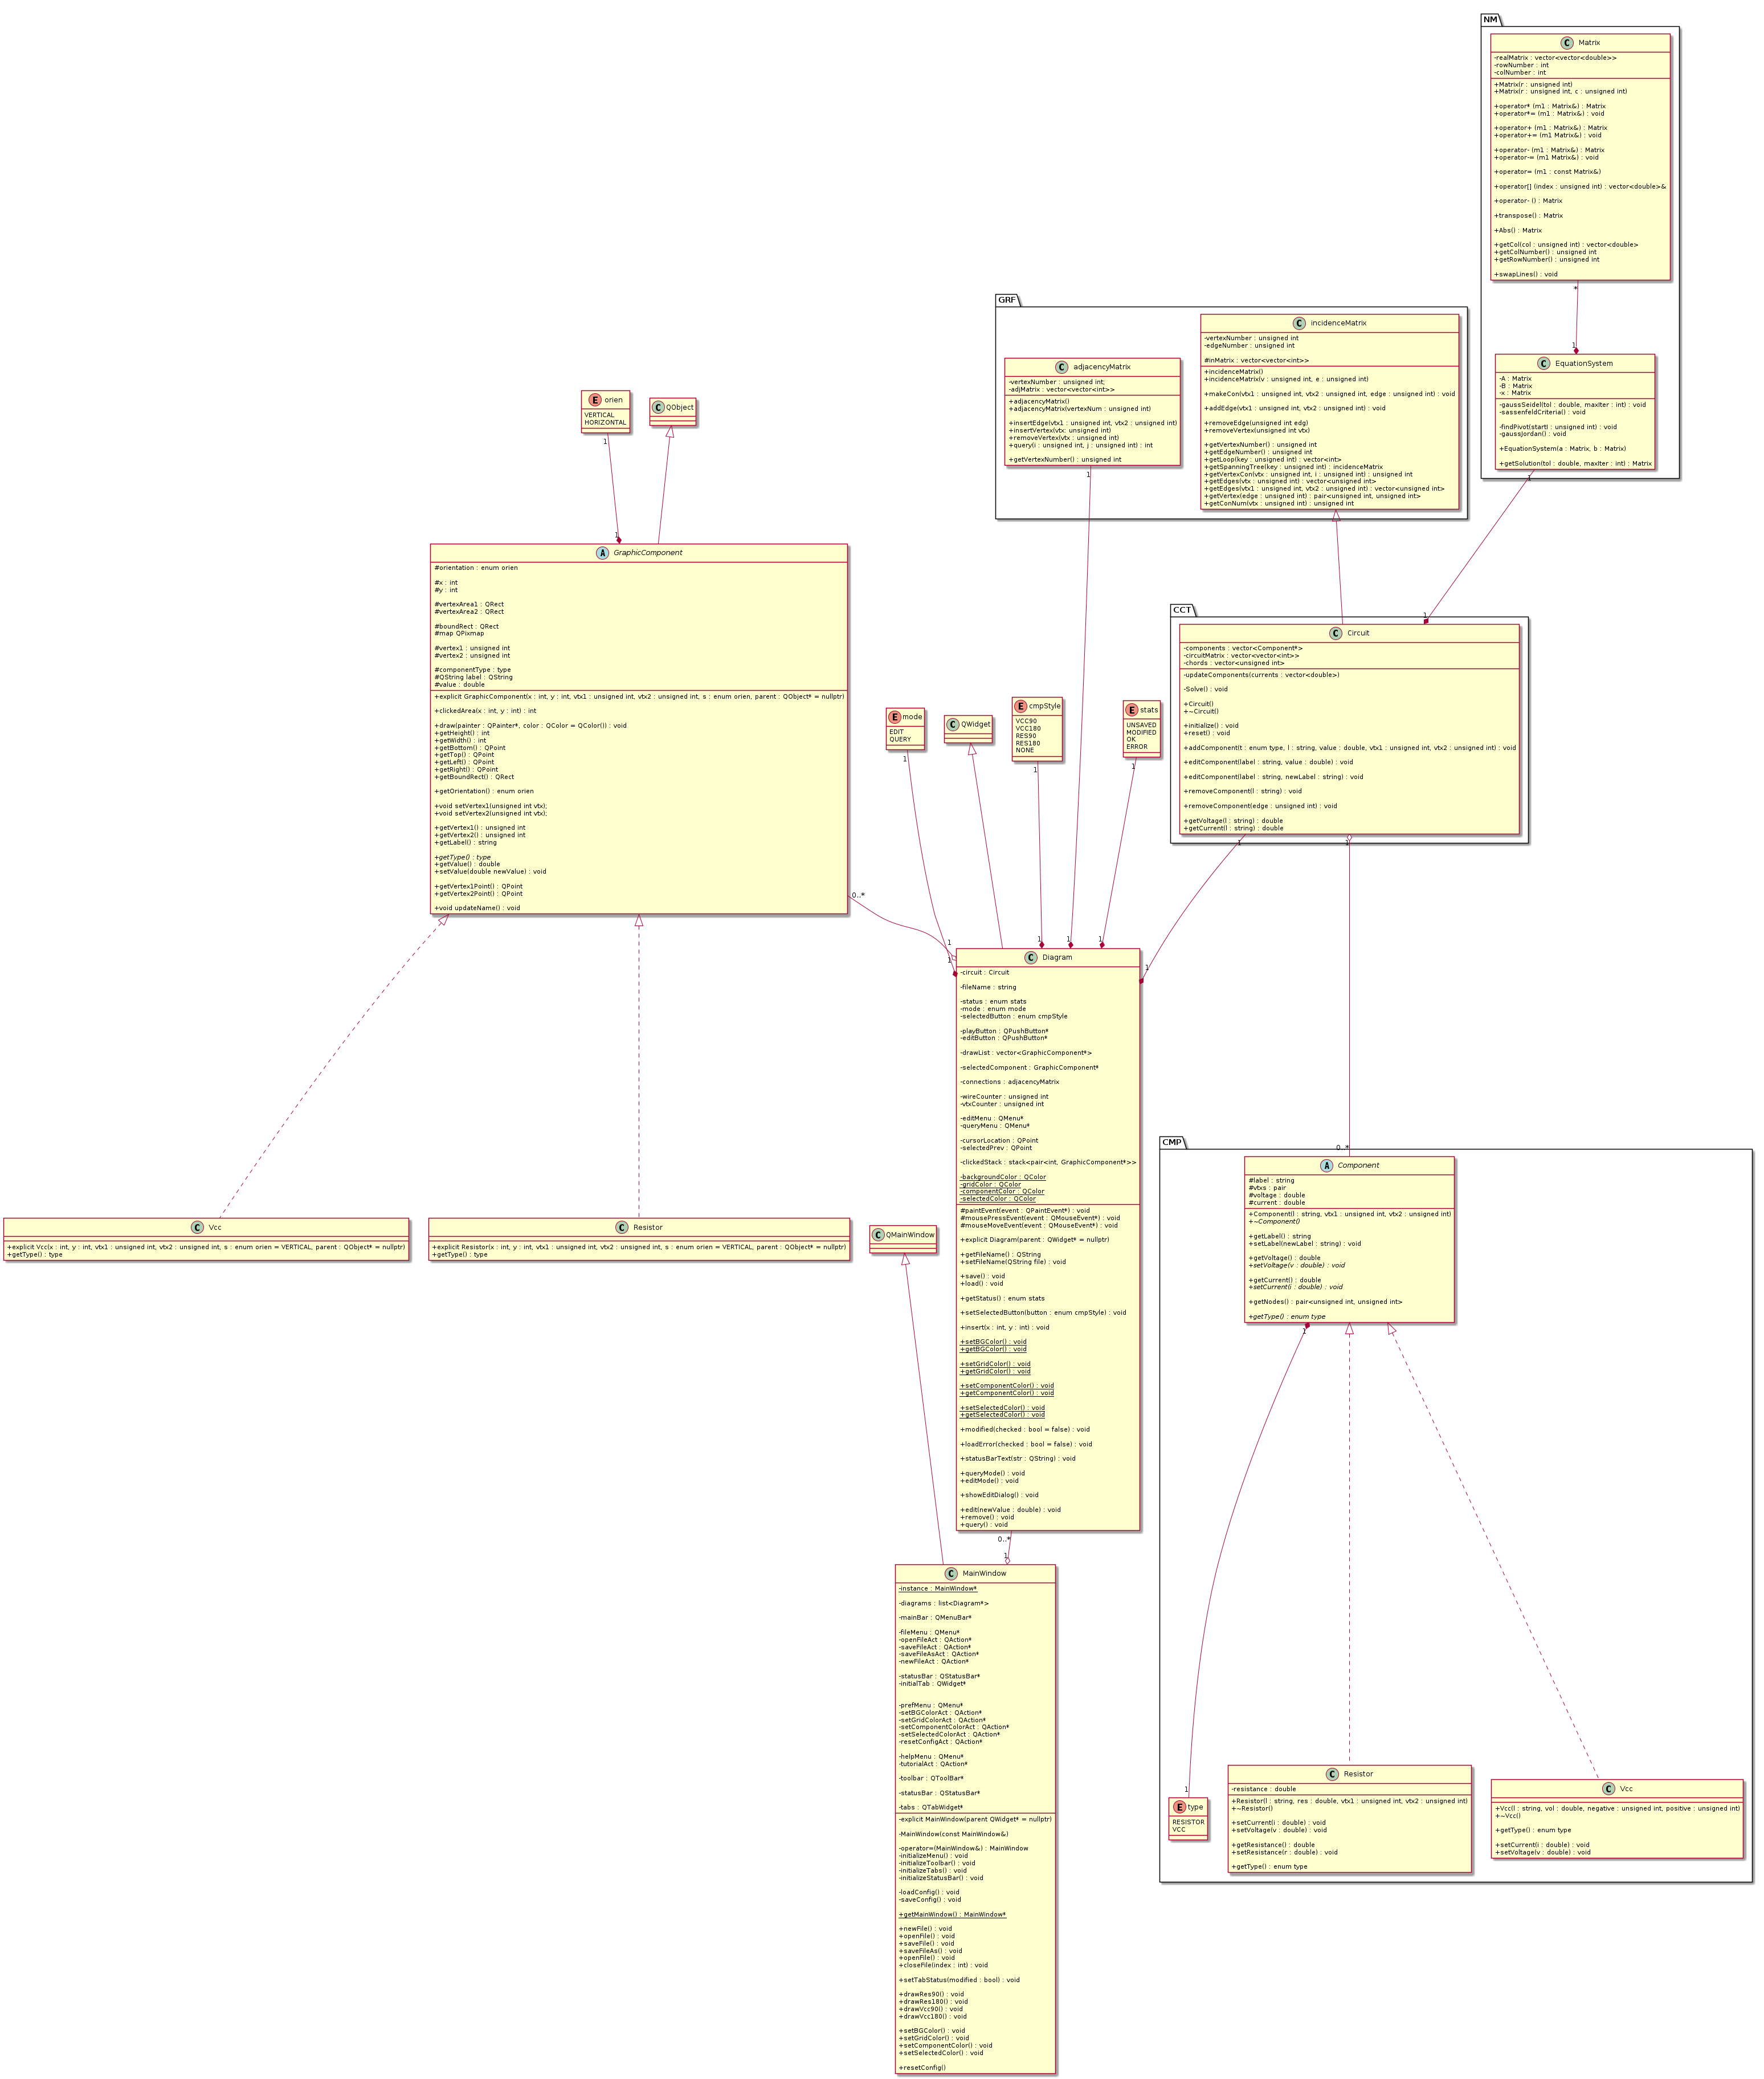 NM
Matrix
-realMatrix : vector<vector<double>>
-rowNumber : int
-colNumber : int
+Matrix(r : unsigned int)
+Matrix(r : unsigned int, c : unsigned int)
+operator* (m1 : Matrix&) : Matrix
+operator*= (m1 : Matrix&) : void
+operator+ (m1 : Matrix&) : Matrix
+operator+= (m1 Matrix&) : void
+operator- (m1 : Matrix&) : Matrix
+operator-= (m1 Matrix&) : void
+operator= (m1 : const Matrix&)
+operator[] (index : unsigned int) : vector<double>&
+operator- () : Matrix
+transpose() : Matrix
+Abs() : Matrix
+getCol(col : unsigned int) : vector<double>
+getColNumber() : unsigned int
+getRowNumber() : unsigned int
+swapLines() : void
*
1
EquationSystem
-A : Matrix
-B : Matrix
-x : Matrix
-gaussSeidel(tol : double, maxIter : int) : void
-sassenfeldCriteria() : void
-findPivot(startI : unsigned int) : void
-gaussJordan() : void
+EquationSystem(a : Matrix, b : Matrix)
+getSolution(tol : double, maxIter : int) : Matrix
1
GRF
incidenceMatrix
-vertexNumber : unsigned int
-edgeNumber : unsigned int
#inMatrix : vector<vector<int>>
+incidenceMatrix()
+incidenceMatrix(v : unsigned int, e : unsigned int)
+makeCon(vtx1 : unsigned int, vtx2 : unsigned int, edge : unsigned int) : void
+addEdge(vtx1 : unsigned int, vtx2 : unsigned int) : void
+removeEdge(unsigned int edg)
+removeVertex(unsigned int vtx)
+getVertexNumber() : unsigned int
+getEdgeNumber() : unsigned int
+getLoop(key : unsigned int) : vector<int>
+getSpanningTree(key : unsigned int) : incidenceMatrix
+getVertexCon(vtx : unsigned int, i : unsigned int) : unsigned int
+getEdges(vtx : unsigned int) : vector<unsigned int>
+getEdges(vtx1 : unsigned int, vtx2 : unsigned int) : vector<unsigned int>
+getVertex(edge : unsigned int) : pair<unsigned int, unsigned int>
+getConNum(vtx : unsigned int) : unsigned int
adjacencyMatrix
-vertexNumber : unsigned int;
-adjMatrix : vector<vector<int>>
+adjacencyMatrix()
+adjacencyMatrix(vertexNum : unsigned int)
+insertEdge(vtx1 : unsigned int, vtx2 : unsigned int)
+insertVertex(vtx: unsigned int)
+removeVertex(vtx : unsigned int)
+query(i : unsigned int, j : unsigned int) : int
+getVertexNumber() : unsigned int
1
orien
VERTICAL
HORIZONTAL
1
QObject
1
GraphicComponent
#orientation : enum orien
#x : int
#y : int
#vertexArea1 : QRect
#vertexArea2 : QRect
#boundRect : QRect
#map QPixmap
#vertex1 : unsigned int
#vertex2 : unsigned int
#componentType : type
#QString label : QString
#value : double
+explicit GraphicComponent(x : int, y : int, vtx1 : unsigned int, vtx2 : unsigned int, s : enum orien, parent : QObject* = nullptr)
+clickedArea(x : int, y : int) : int
+draw(painter : QPainter*, color : QColor = QColor()) : void
+getHeight() : int
+getWidth() : int
+getBottom() : QPoint
+getTop() : QPoint
+getLeft() : QPoint
+getRight() : QPoint
+getBoundRect() : QRect
+getOrientation() : enum orien
+void setVertex1(unsigned int vtx);
+void setVertex2(unsigned int vtx);
+getVertex1() : unsigned int
+getVertex2() : unsigned int
+getLabel() : string
+getType() : type
+getValue() : double
+setValue(double newValue) : void
+getVertex1Point() : QPoint
+getVertex2Point() : QPoint
+void updateName() : void
0..*
CCT
1
Circuit
-components : vector<Component*>
-circuitMatrix : vector<vector<int>>
-chords : vector<unsigned int>
-updateComponents(currents : vector<double>)
-Solve() : void
+Circuit()
+~Circuit()
+initialize() : void
+reset() : void
+addComponent(t : enum type, l : string, value : double, vtx1 : unsigned int, vtx2 : unsigned int) : void
+editComponent(label : string, value : double) : void
+editComponent(label : string, newLabel : string) : void
+removeComponent(l : string) : void
+removeComponent(edge : unsigned int) : void
+getVoltage(l : string) : double
+getCurrent(l : string) : double
1
1
mode
EDIT
QUERY
1
QWidget
cmpStyle
VCC90
VCC180
RES90
RES180
NONE
1
stats
UNSAVED
MODIFIED
OK
ERROR
1
1
1
1
1
1
1
Diagram
-circuit : Circuit
-fileName : string
-status : enum stats
-mode : enum mode
-selectedButton : enum cmpStyle
-playButton : QPushButton*
-editButton : QPushButton*
-drawList : vector<GraphicComponent*>
-selectedComponent : GraphicComponent*
-connections : adjacencyMatrix
-wireCounter : unsigned int
-vtxCounter : unsigned int
-editMenu : QMenu*
-queryMenu : QMenu*
-cursorLocation : QPoint
-selectedPrev : QPoint
-clickedStack : stack<pair<int, GraphicComponent*>>
-backgroundColor : QColor
-gridColor : QColor
-componentColor : QColor
-selectedColor : QColor
#paintEvent(event : QPaintEvent*) : void
#mousePressEvent(event : QMouseEvent*) : void
#mouseMoveEvent(event : QMouseEvent*) : void
+explicit Diagram(parent : QWidget* = nullptr)
+getFileName() : QString
+setFileName(QString file) : void
+save() : void
+load() : void
+getStatus() : enum stats
+setSelectedButton(button : enum cmpStyle) : void
+insert(x : int, y : int) : void
+setBGColor() : void
+getBGColor() : void
+setGridColor() : void
+getGridColor() : void
+setComponentColor() : void
+getComponentColor() : void
+setSelectedColor() : void
+getSelectedColor() : void
+modified(checked : bool = false) : void
+loadError(checked : bool = false) : void
+statusBarText(str : QString) : void
+queryMode() : void
+editMode() : void
+showEditDialog() : void
+edit(newValue : double) : void
+remove() : void
+query() : void
0..*
Vcc
+explicit Vcc(x : int, y : int, vtx1 : unsigned int, vtx2 : unsigned int, s : enum orien = VERTICAL, parent : QObject* = nullptr)
+getType() : type
Resistor
+explicit Resistor(x : int, y : int, vtx1 : unsigned int, vtx2 : unsigned int, s : enum orien = VERTICAL, parent : QObject* = nullptr)
+getType() : type
QMainWindow
CMP
0..*
Component
#label : string
#vtxs : pair
#voltage : double
#current : double
+Component(l : string, vtx1 : unsigned int, vtx2 : unsigned int)
+~Component()
+getLabel() : string
+setLabel(newLabel : string) : void
+getVoltage() : double
+setVoltage(v : double) : void
+getCurrent() : double
+setCurrent(i : double) : void
+getNodes() : pair<unsigned int, unsigned int>
+getType() : enum type
1
1
MainWindow
-instance : MainWindow*
-diagrams : list<Diagram*>
-mainBar : QMenuBar*
-fileMenu : QMenu*
-openFileAct : QAction*
-saveFileAct : QAction*
-saveFileAsAct : QAction*
-newFileAct : QAction*
-statusBar : QStatusBar*
-initialTab : QWidget*
-prefMenu : QMenu*
-setBGColorAct : QAction*
-setGridColorAct : QAction*
-setComponentColorAct : QAction*
-setSelectedColorAct : QAction*
-resetConfigAct : QAction*
-helpMenu : QMenu*
-tutorialAct : QAction*
-toolbar : QToolBar*
-statusBar : QStatusBar*
-tabs : QTabWidget*
-explicit MainWindow(parent QWidget* = nullptr)
-MainWindow(const MainWindow&)
-operator=(MainWindow&) : MainWindow
-initializeMenu() : void
-initializeToolbar() : void
-initializeTabs() : void
-initializeStatusBar() : void
-loadConfig() : void
-saveConfig() : void
+getMainWindow() : MainWindow*
+newFile() : void
+openFile() : void
+saveFile() : void
+saveFileAs() : void
+openFile() : void
+closeFile(index : int) : void
+setTabStatus(modified : bool) : void
+drawRes90() : void
+drawRes180() : void
+drawVcc90() : void
+drawVcc180() : void
+setBGColor() : void
+setGridColor() : void
+setComponentColor() : void
+setSelectedColor() : void
+resetConfig()
1
type
RESISTOR
VCC
Resistor
-resistance : double
+Resistor(l : string, res : double, vtx1 : unsigned int, vtx2 : unsigned int)
+~Resistor()
+setCurrent(i : double) : void
+setVoltage(v : double) : void
+getResistance() : double
+setResistance(r : double) : void
+getType() : enum type
Vcc
+Vcc(l : string, vol : double, negative : unsigned int, positive : unsigned int)
+~Vcc()
+getType() : enum type
+setCurrent(i : double) : void
+setVoltage(v : double) : void